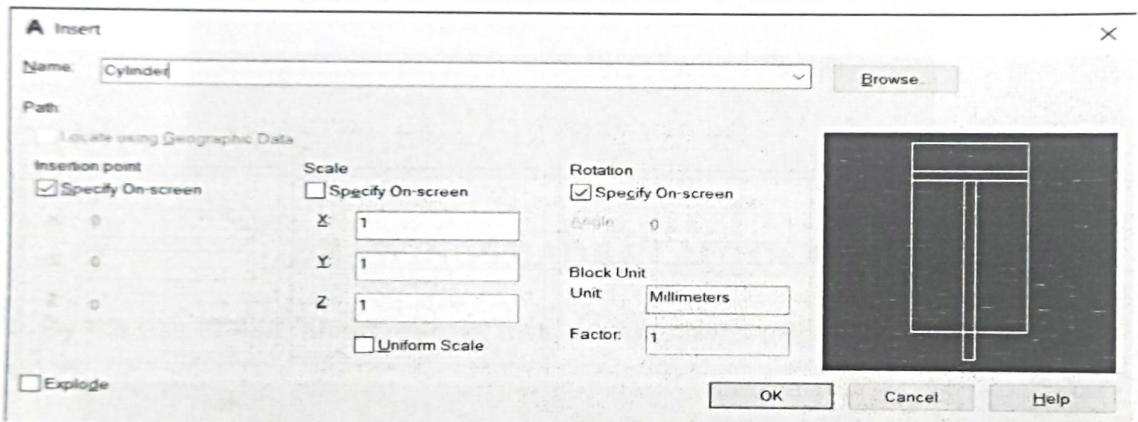 A Insert
Name: Cylinder
Browse...
Path:
Locate using Geographic Data
Insertion point
Specify On-screen
X: 0
0
Z: 0
Scale
Specify On-screen
X: 1
Y: 1
Z: 1
Uniform Scale
Rotation
Specify On-screen
Angle: 0
Block Unit
Unit: Millimeters
Factor: 1
Explode
OK
Cancel
Help